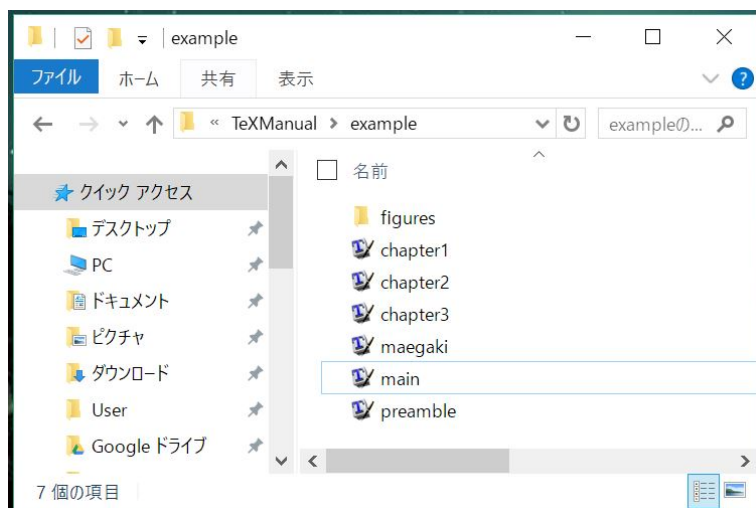 example
ファイル ホーム 共有 表示
« TeXManual > example exampleの...
名前
クイック アクセス
デスクトップ
PC
ドキュメント
ピクチャ
ダウンロード
User
Google ドライブ
figures
chapter1
chapter2
chapter3
maegaki
main
preamble
7 個の項目